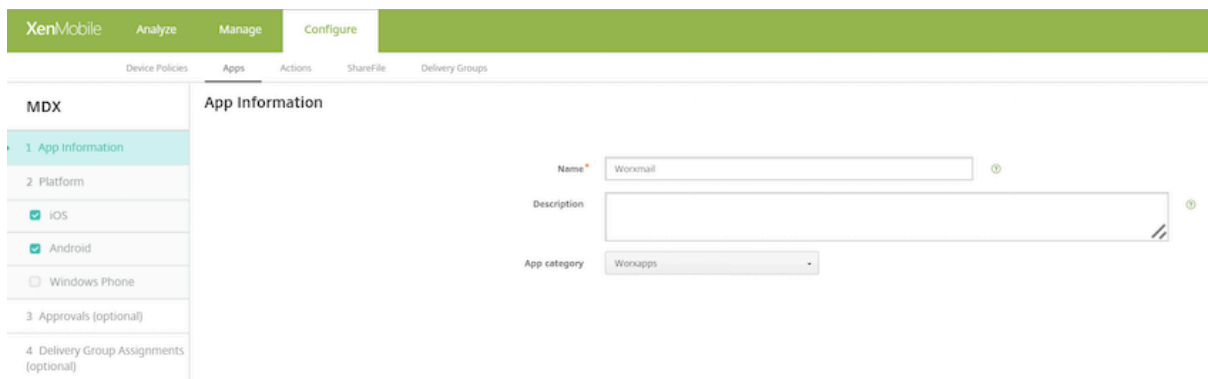 XenMobile Analyze Manage Configure
Device Policies Apps Actions ShareFile Delivery Groups
MDX
App Information
1 App Information
2 Platform
iOS
Android
Windows Phone
3 Approvals (optional)
4 Delivery Group Assignments
(optional)
Name* Worxmail ?
Description ?
App category Worxapps